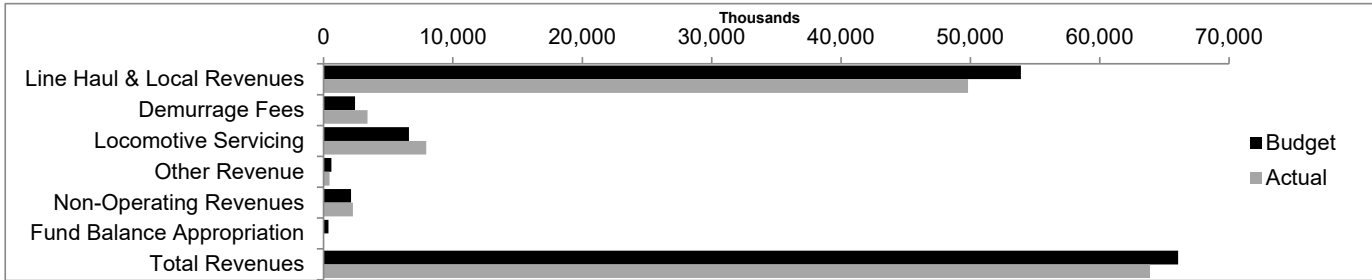 Thousands
0 10,000 20,000 30,000 40,000 50,000 60,000 70,000
Line Haul & Local Revenues
Demurrage Fees
Locomotive Servicing
Other Revenue
Non-Operating Revenues
Fund Balance Appropriation
Total Revenues
Budget
Actual